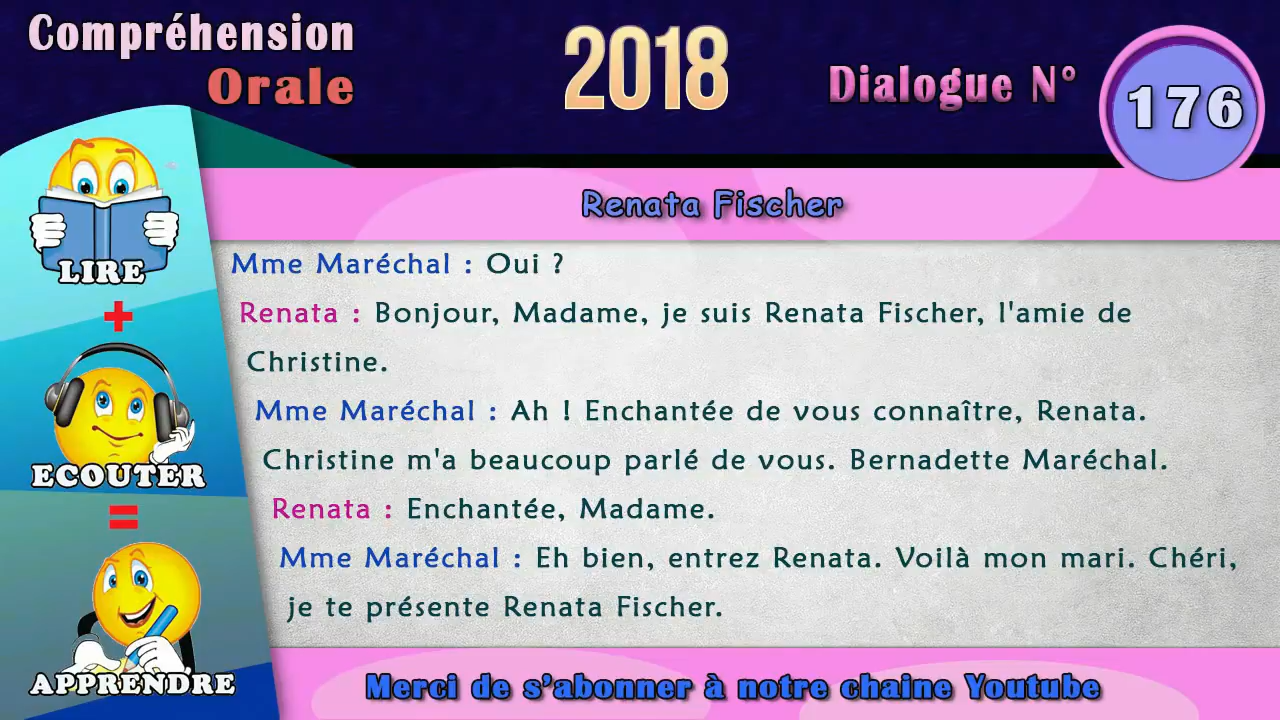 Compréhension
Orale
2018
Dialogue N°
176
Renata Fischer
Mme Maréchal : Oui ?
Renata : Bonjour, Madame, je suis Renata Fischer, l'amie de
Christine.
Mme Maréchal : Ah ! Enchantée de vous connaître, Renata.
Christine m'a beaucoup parlé de vous. Bernadette Maréchal.
Renata : Enchantée, Madame.
Mme Maréchal : Eh bien, entrez Renata. Voilà mon mari. Chéri,
je te présente Renata Fischer.
LIRE
+
ECOUTER
=
APPRENDRE
Merci de s'abonner à notre chaine Youtube